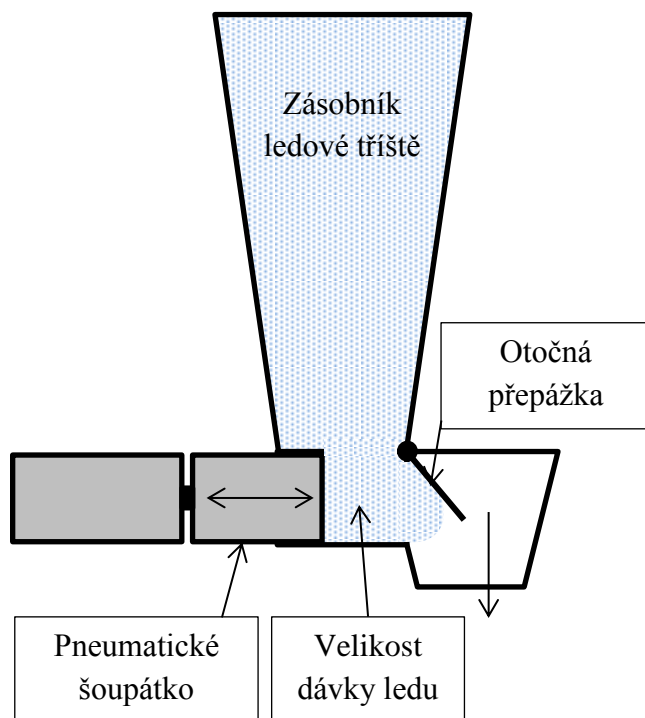 Zásobník
ledové tříště
Otočná
přepážka
Pneumatické
šoupátko
Velikost
dávky ledu